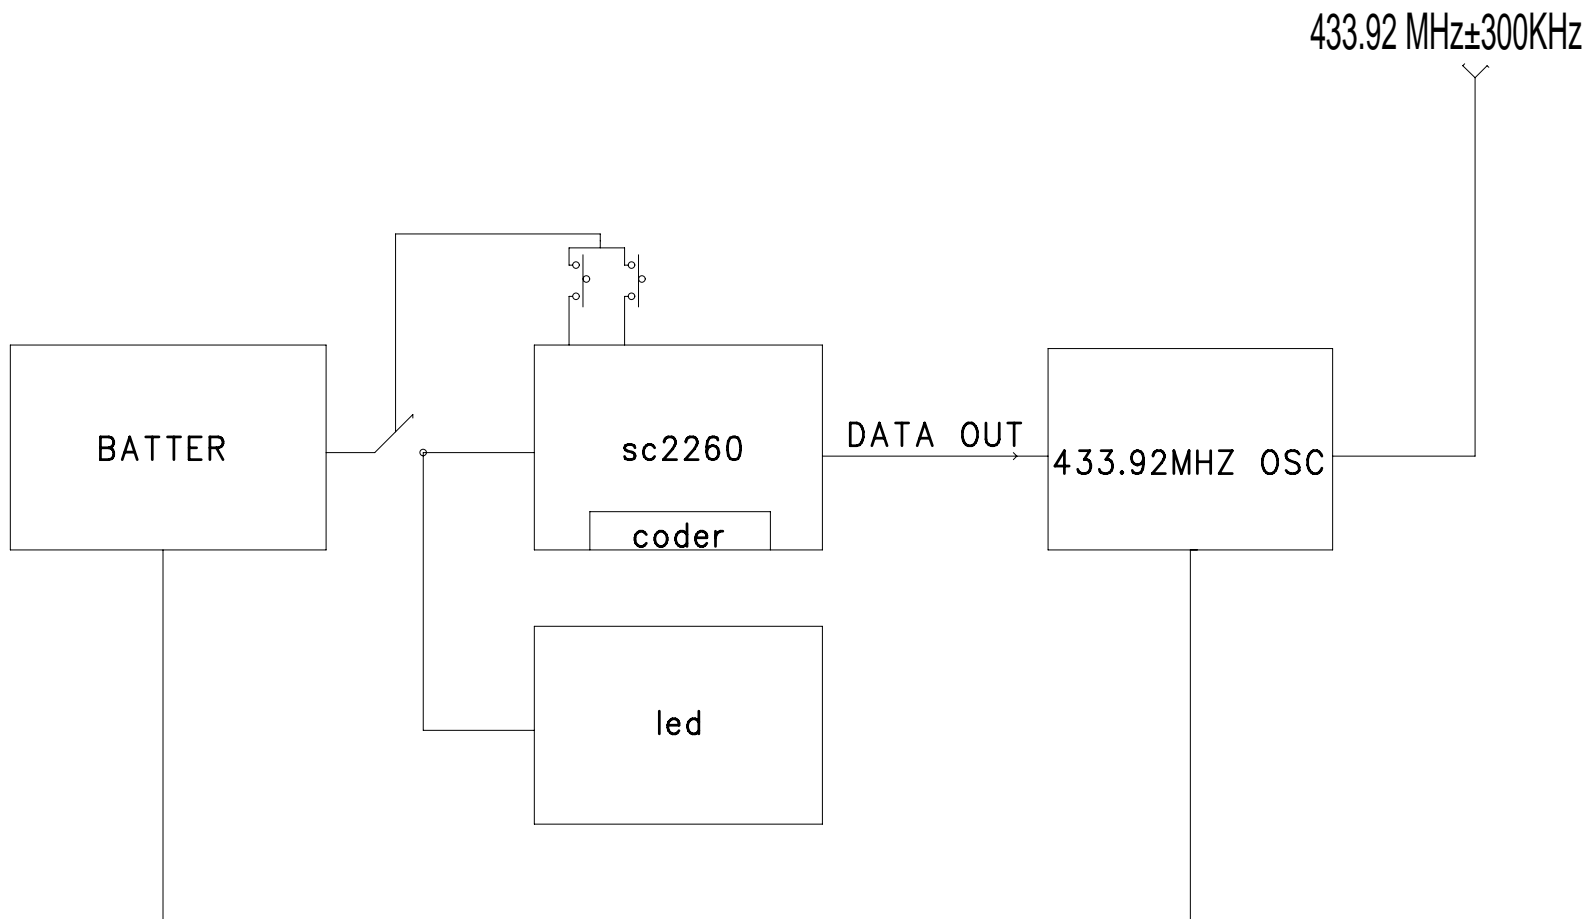 433.92 MHz±300KHz
BATTER
sc2260
DATA OUT
433.92MHZ OSC
coder
led